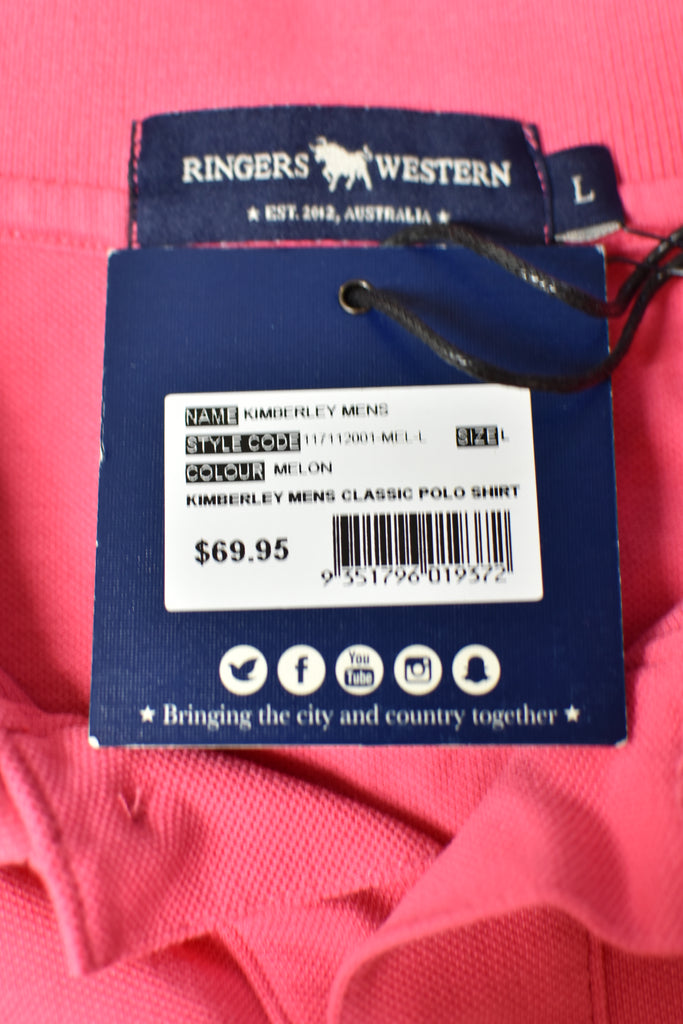 RINGERS WESTERN
★ EST. 2012, AUSTRALIA ★
L
NAME KIMBERLEY MENS
STYLE CODE 117112001-MEL-L SIZE L
COLOUR MELON
KIMBERLEY MENS CLASSIC POLO SHIRT
$69.95
9 351796 019372
You
Tube
★ Bringing the city and country together ★